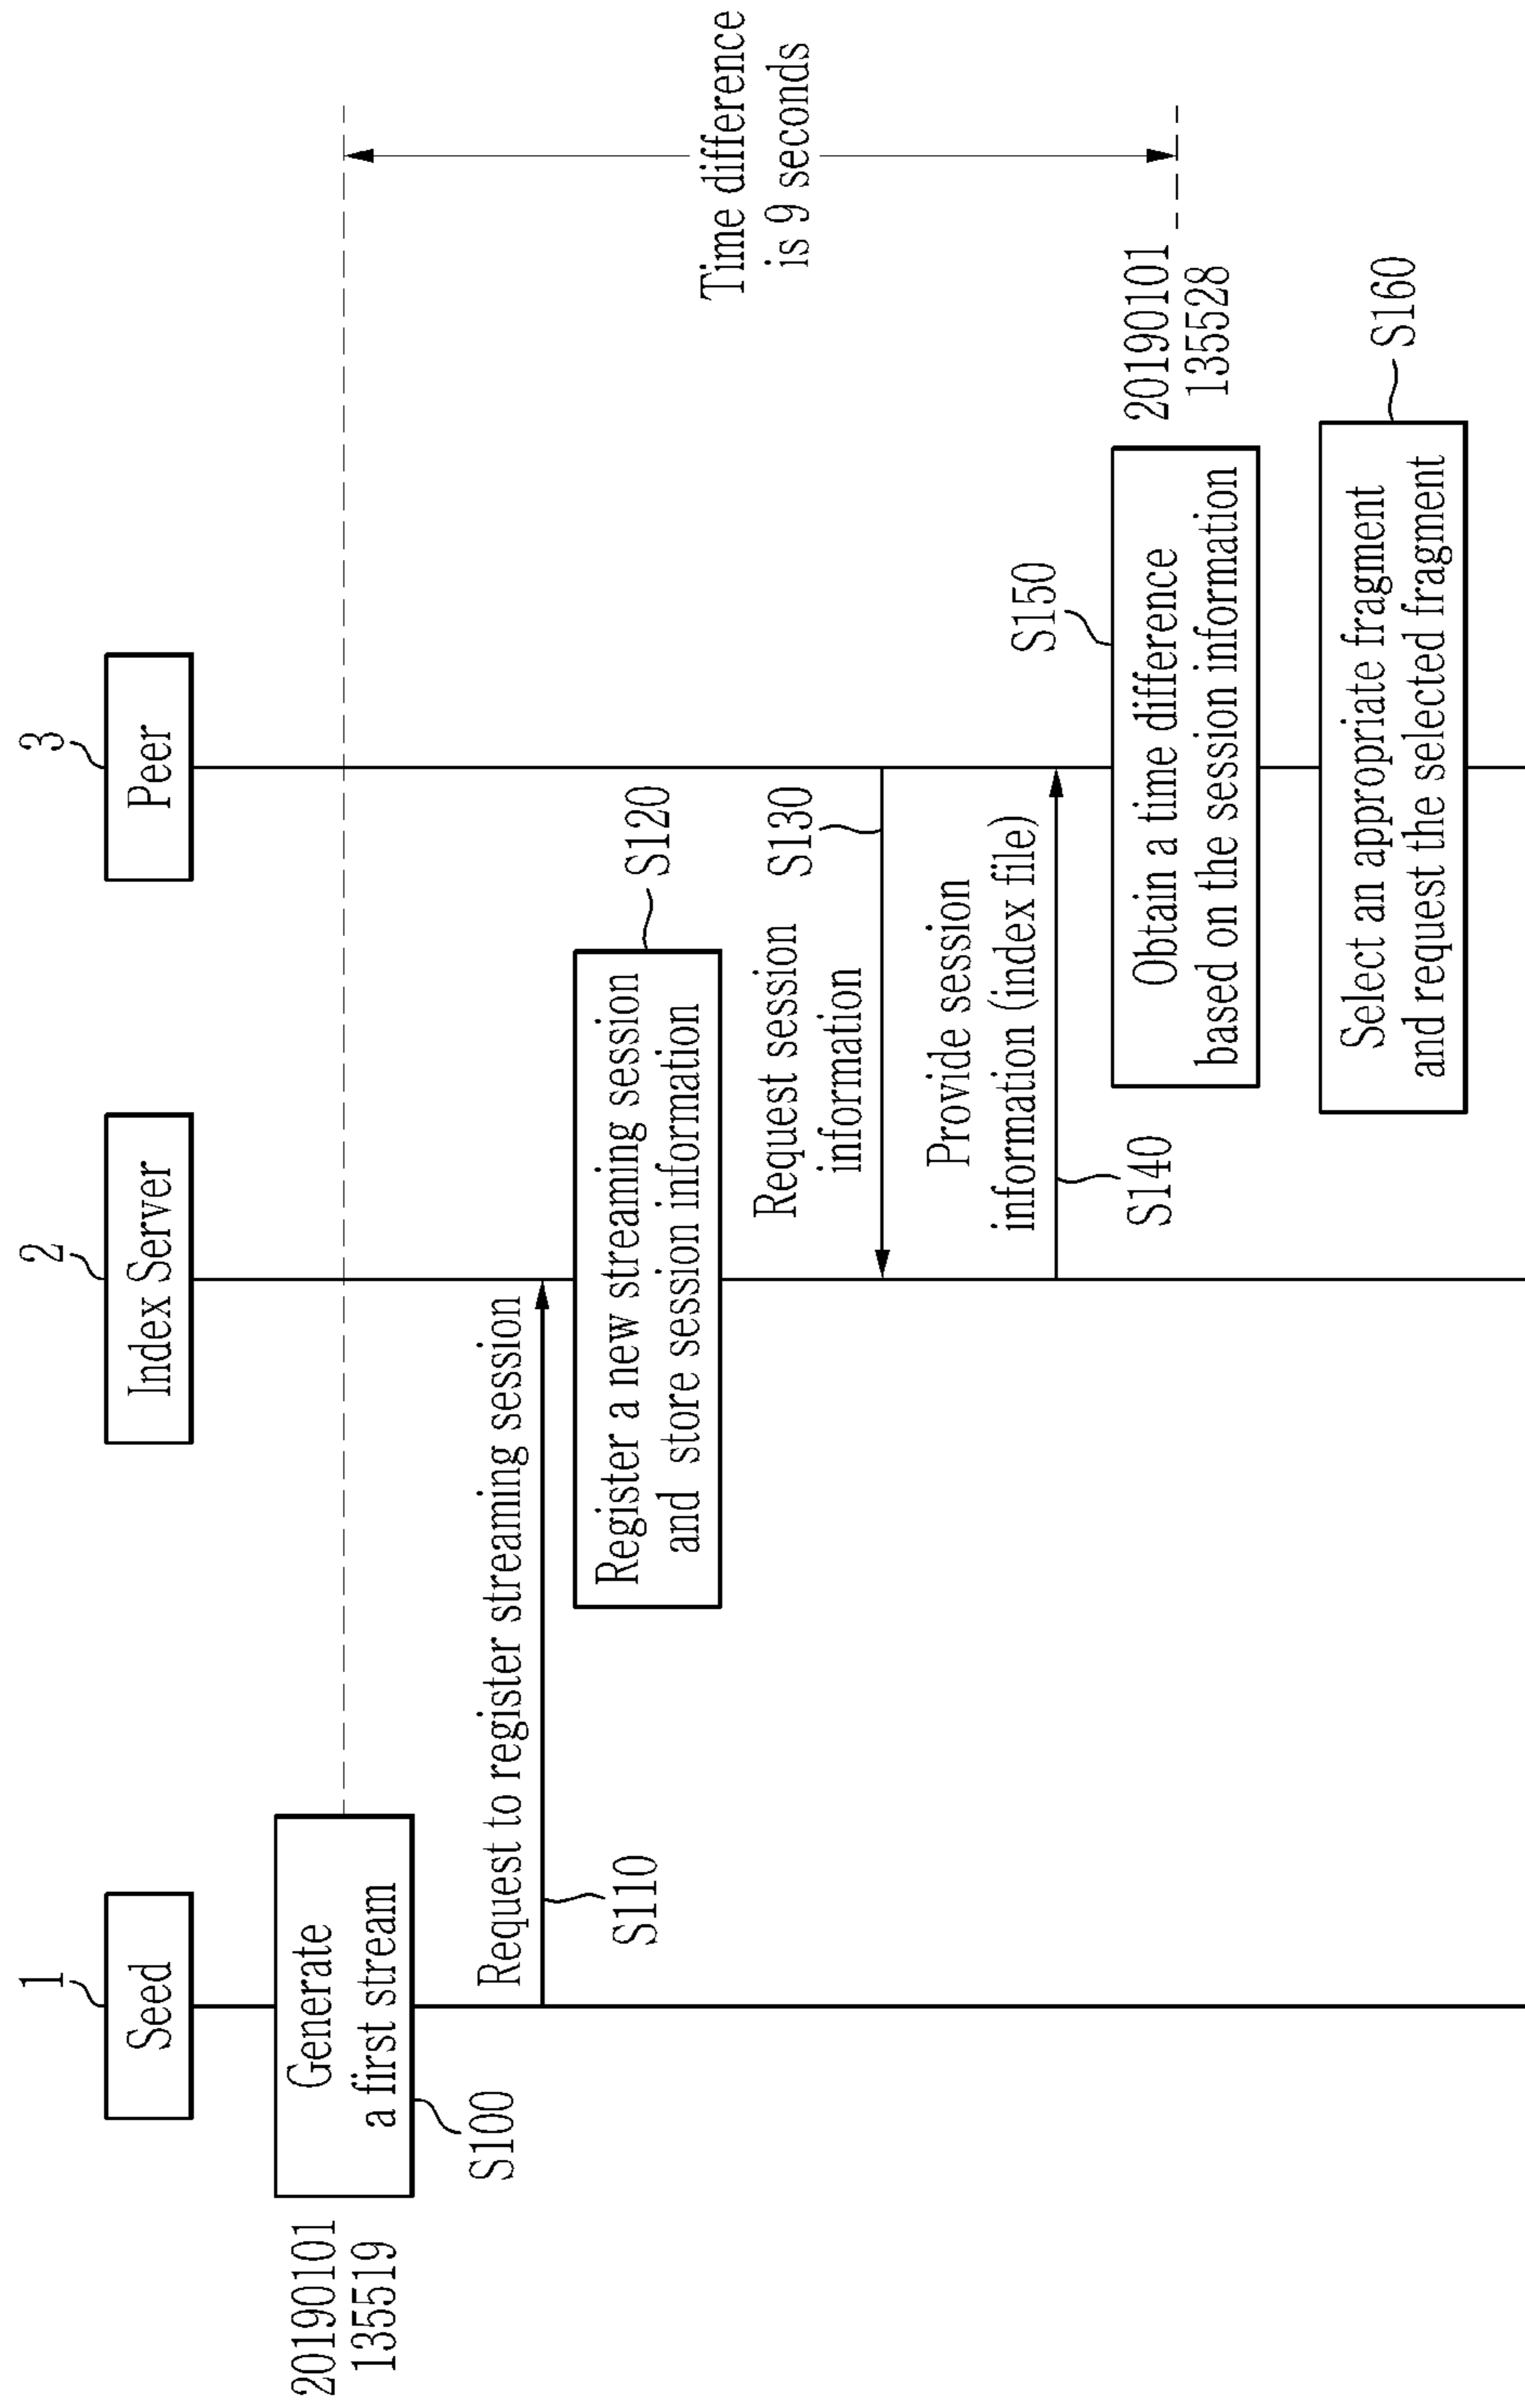 1
Seed
2
Index Server
3
Peer
20190101
135519
Generate
a first stream
S100
Request to register streaming session
S110
Register a new streaming session
and store session information
S120
Request session
information
S130
Provide session
information (index file)
S140
S150
Obtain a time difference
based on the session information
20190101
135528
Time difference
is 9 seconds
Select an appropriate fragment
and request the selected fragment
S160